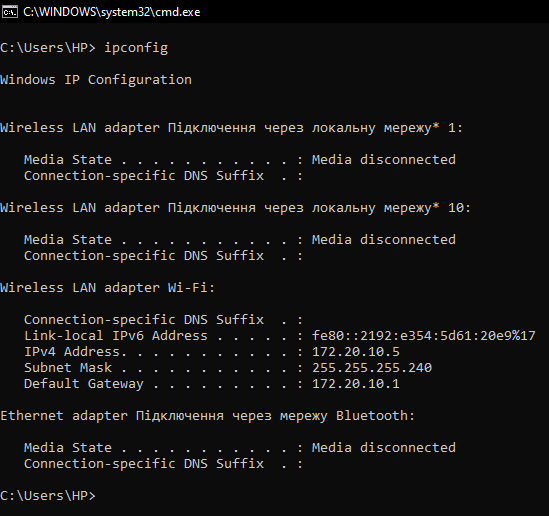 C:\WINDOWS\system32\cmd.exe
C:\Users\HP> ipconfig
Windows IP Configuration
Wireless LAN adapter Підключення через локальну мережу* 1:
Media State . . . . . . . . . . . : Media disconnected
Connection-specific DNS Suffix  . :
Wireless LAN adapter Підключення через локальну мережу* 10:
Media State . . . . . . . . . . . : Media disconnected
Connection-specific DNS Suffix  . :
Wireless LAN adapter Wi-Fi:
Connection-specific DNS Suffix  . :
Link-local IPv6 Address . . . . . : fe80::2192:e354:5d61:20e9%17
IPv4 Address. . . . . . . . . . . : 172.20.10.5
Subnet Mask . . . . . . . . . . . : 255.255.255.240
Default Gateway . . . . . . . . . : 172.20.10.1
Ethernet adapter Підключення через мережу Bluetooth:
Media State . . . . . . . . . . . : Media disconnected
Connection-specific DNS Suffix  . :
C:\Users\HP>